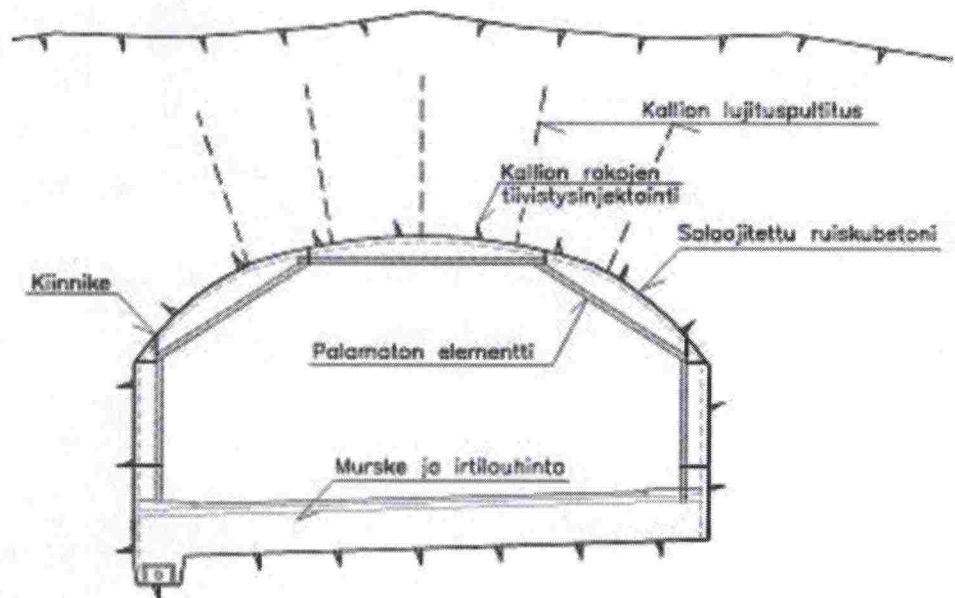 Kallion lujituspultitus
Kallion rakojen
tiivistysinjektointi
Salaojitettu ruiskubetoni
Kiinnike
Palamaton elementti
Murske ja irtilouhinta